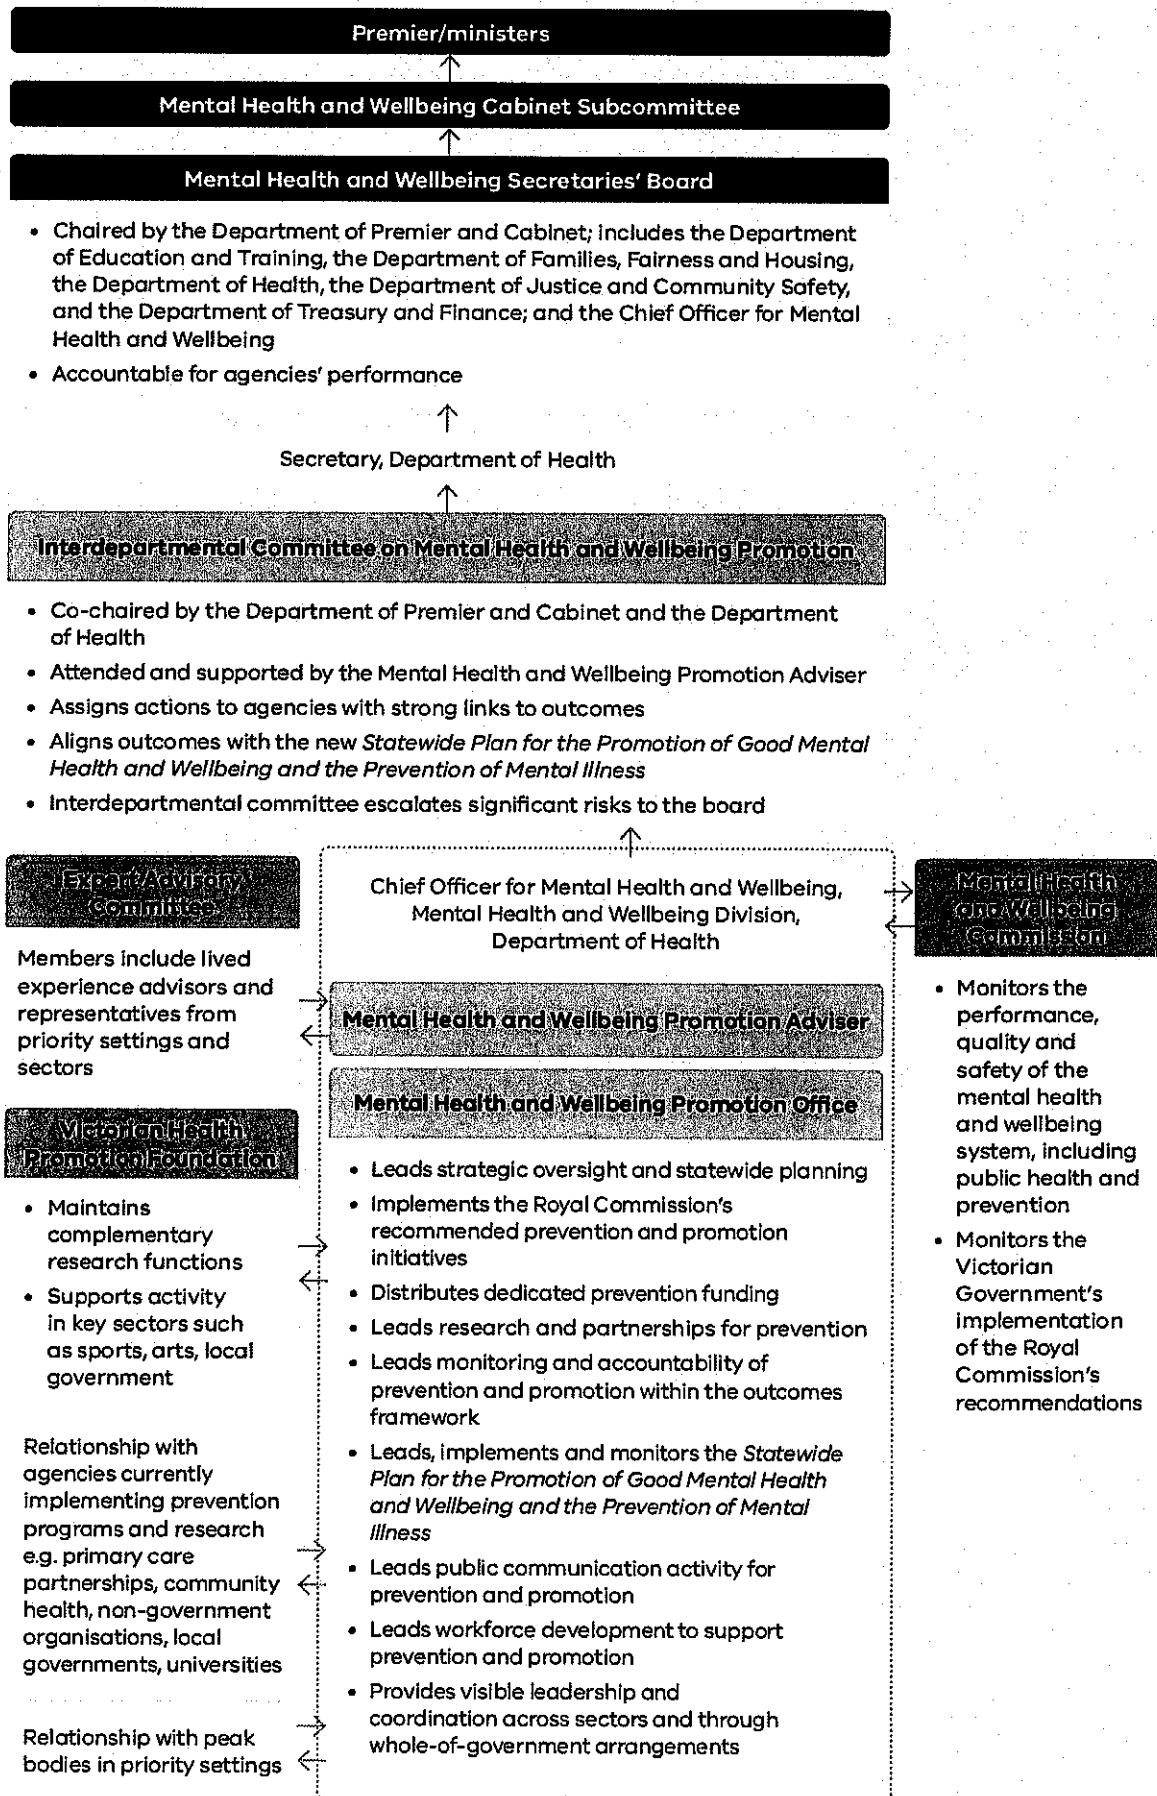 Premier/ministers
Mental Health and Wellbeing Cabinet Subcommittee
Mental Health and Wellbeing Secretaries' Board
• Chaired by the Department of Premier and Cabinet; includes the Department
of Education and Training, the Department of Families, Fairness and Housing,
the Department of Health, the Department of Justice and Community Safety,
and the Department of Treasury and Finance; and the Chief Officer for Mental
Health and Wellbeing
• Accountable for agencies' performance
Secretary, Department of Health
Interdepartmental Committee on Mental Health and Wellbeing Promotion
• Co-chaired by the Department of Premier and Cabinet and the Department
of Health
• Attended and supported by the Mental Health and Wellbeing Promotion Adviser
• Assigns actions to agencies with strong links to outcomes
• Aligns outcomes with the new Statewide Plan for the Promotion of Good Mental
Health and Wellbeing and the Prevention of Mental Illness
• Interdepartmental committee escalates significant risks to the board
Expert Advisory
Committee
Members include lived
experience advisors and
representatives from
priority settings and
sectors
Victorian Health
Promotion Foundation
• Maintains
complementary
research functions
• Supports activity
in key sectors such
as sports, arts, local
government
Relationship with
agencies currently
implementing prevention
programs and research
e.g. primary care
partnerships, community
health, non-government
organisations, local
governments, universities
Relationship with peak
bodies in priority settings
Chief Officer for Mental Health and Wellbeing,
Mental Health and Wellbeing Division,
Department of Health
Mental Health and Wellbeing Promotion Adviser
Mental Health and Wellbeing Promotion Office
• Leads strategic oversight and statewide planning
• Implements the Royal Commission's
recommended prevention and promotion
initiatives
• Distributes dedicated prevention funding
• Leads research and partnerships for prevention
• Leads monitoring and accountability of
prevention and promotion within the outcomes
framework
• Leads, implements and monitors the Statewide
Plan for the Promotion of Good Mental Health
and Wellbeing and the Prevention of Mental
Illness
• Leads public communication activity for
prevention and promotion
• Leads workforce development to support
prevention and promotion
• Provides visible leadership and
coordination across sectors and through
whole-of-government arrangements
Mental Health
and Wellbeing
Commission
• Monitors the
performance,
quality and
safety of the
mental health
and wellbeing
system, including
public health and
prevention
• Monitors the
Victorian
Government's
implementation
of the Royal
Commission's
recommendations